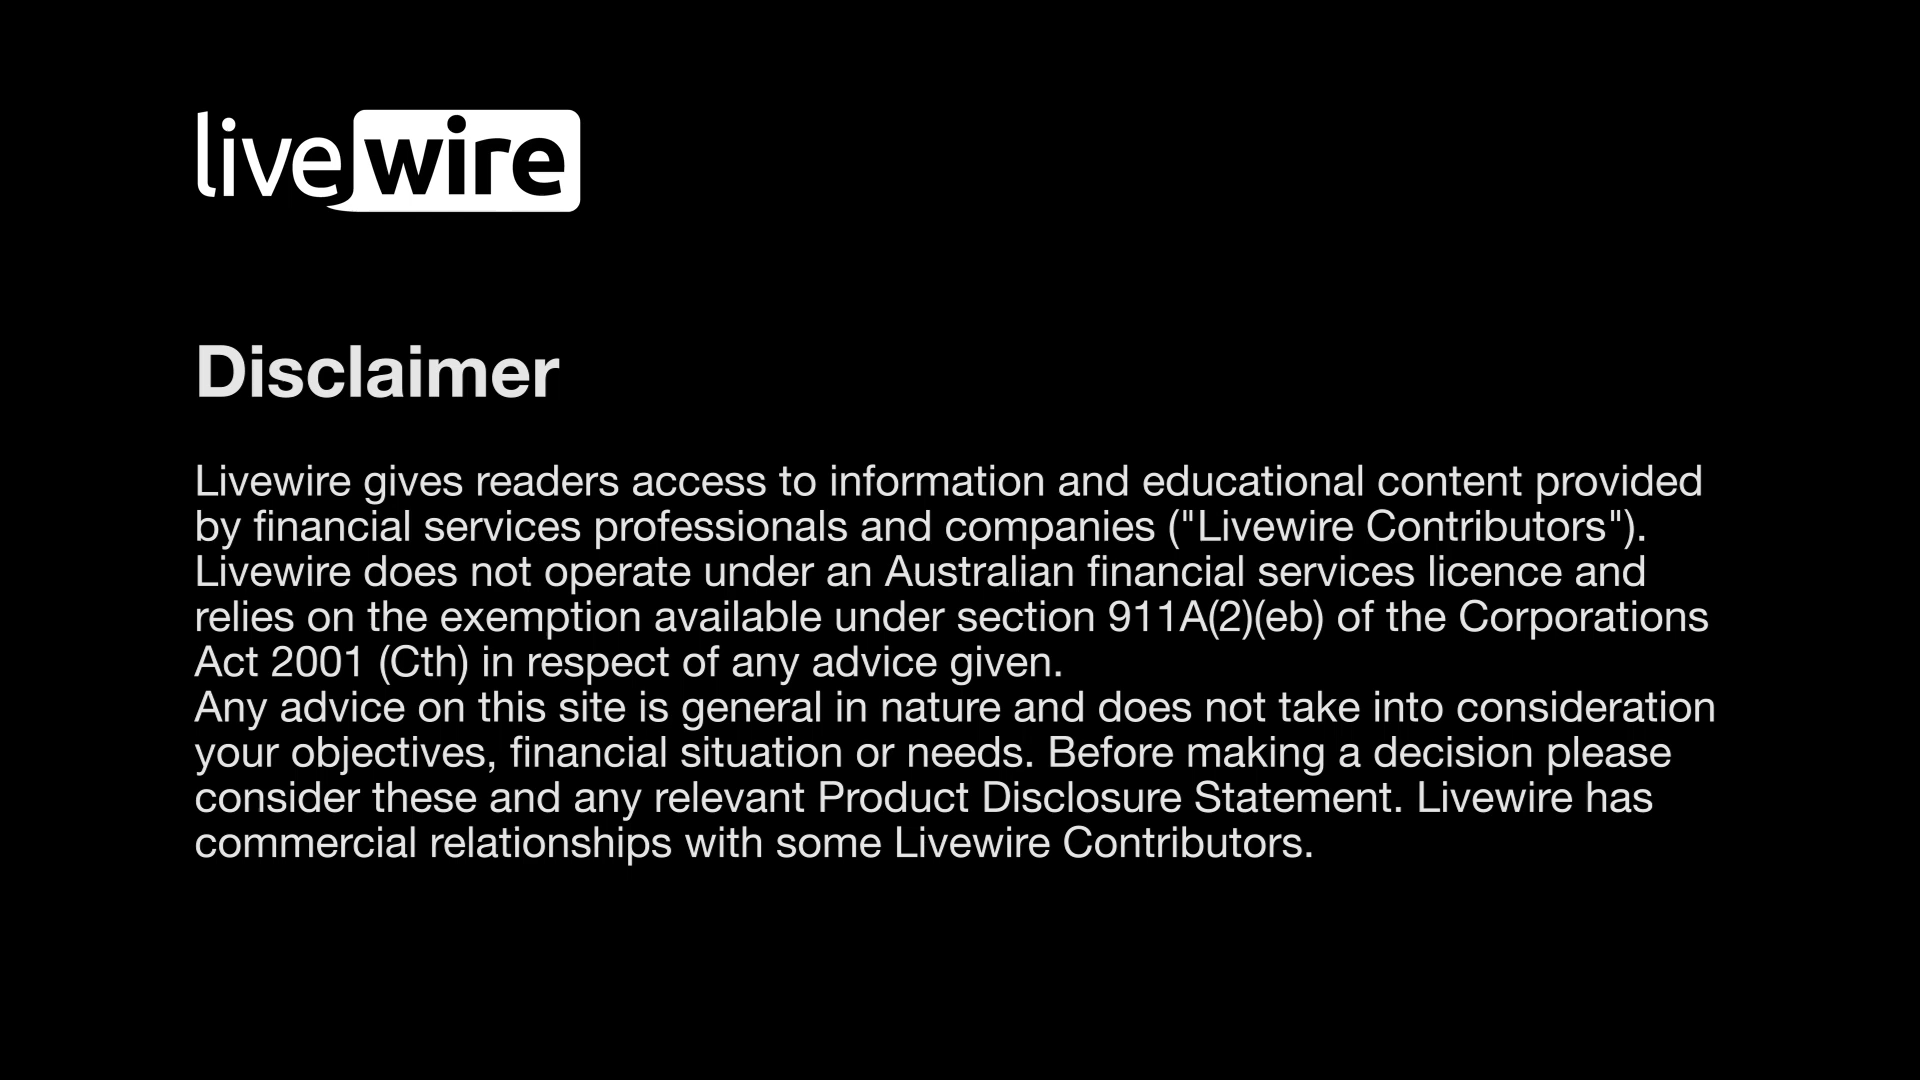 livewire
Disclaimer
Livewire gives readers access to information and educational content provided
by financial services professionals and companies ("Livewire Contributors").
Livewire does not operate under an Australian financial services licence and
relies on the exemption available under section 911A(2)(eb) of the Corporations
Act 2001 (Cth) in respect of any advice given.
Any advice on this site is general in nature and does not take into consideration
your objectives, financial situation or needs. Before making a decision please
consider these and any relevant Product Disclosure Statement. Livewire has
commercial relationships with some Livewire Contributors.